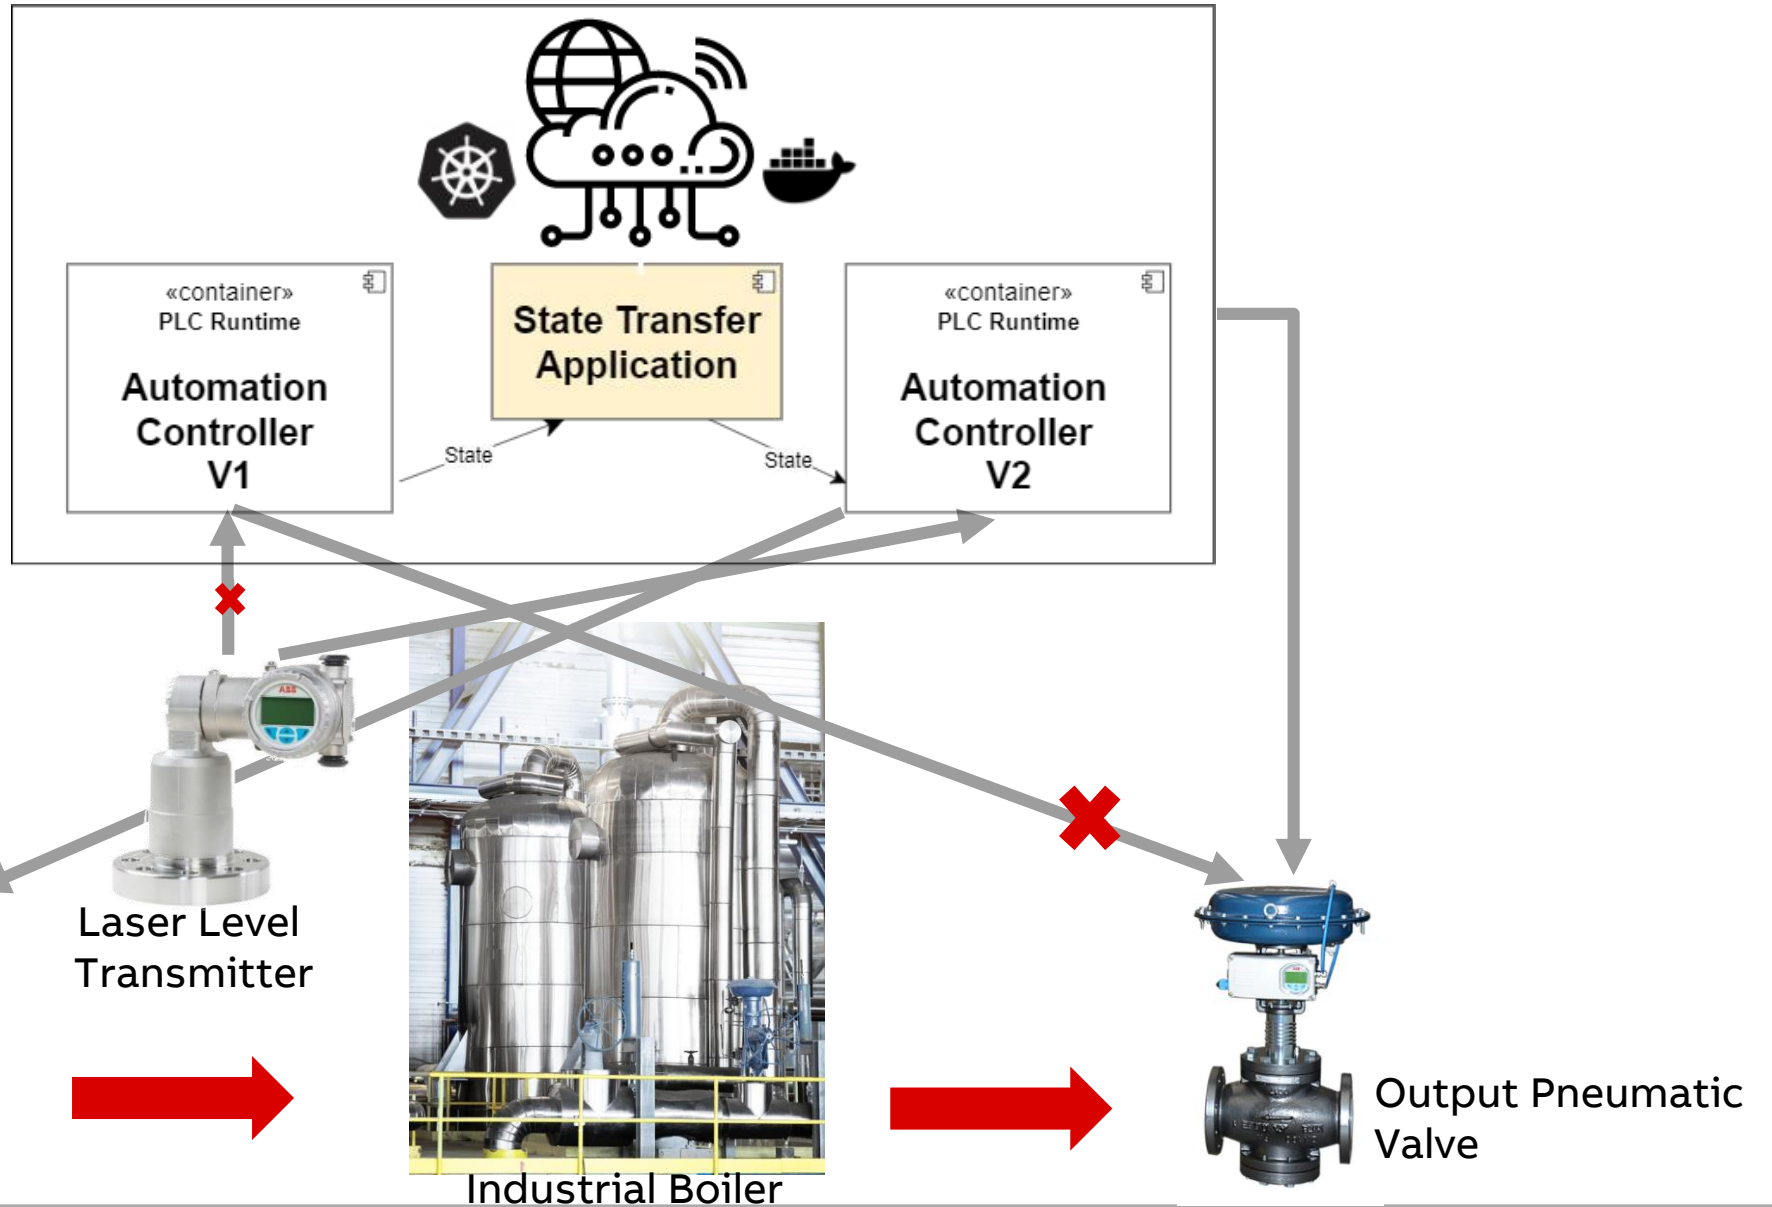 «container»
PLC Runtime
Automation
Controller
V1
State Transfer
Application
«container»
PLC Runtime
Automation
Controller
V2
State
State
ABB
Laser Level
Transmitter
Industrial Boiler
Output Pneumatic
Valve